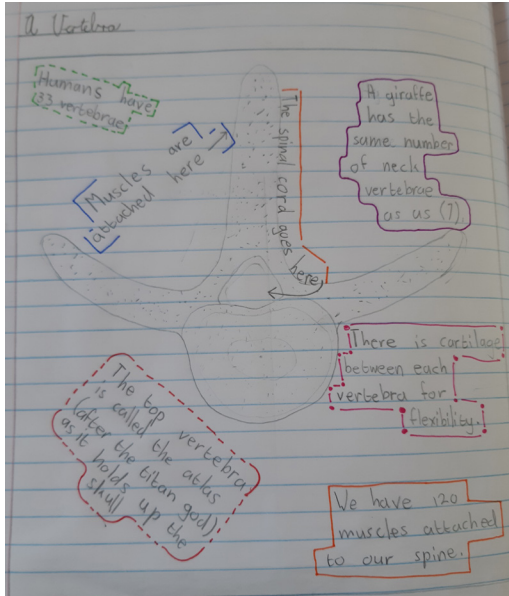 A Vertebra
Humans have
33 vertebrae
Muscles are
attached here
The spinal cord goes
here
A giraffe
has the
same number
of neck
vertebrae
as us (7).
There is cartilage
between each
vertebra for
flexibility.
The top vertebra
is called the atlas
(after the titan god)
as it holds up the
skull
We have 120
muscles attached
to our spine.